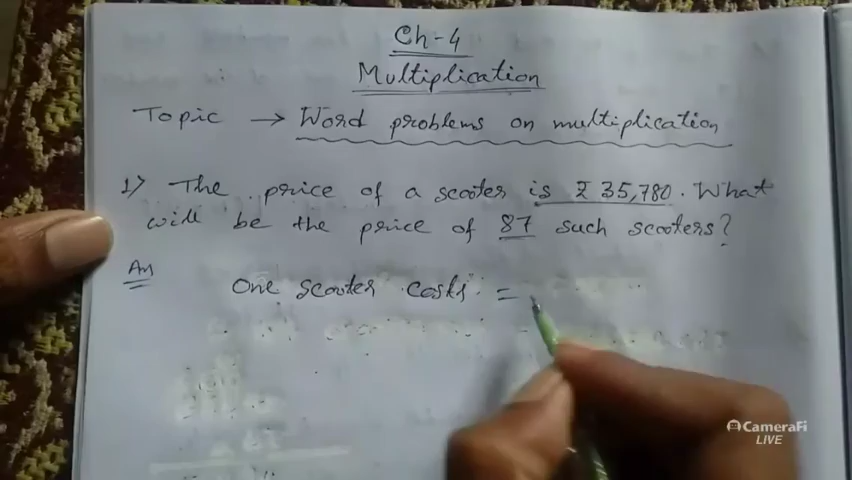 Ch-4
Multiplication
Topic → Word problems on multiplication
1) The price of a scooter is ₹ 35,780. What
will be the price of 87 such scooters?
Ans
One scooter costs =
CameraFi
LIVE